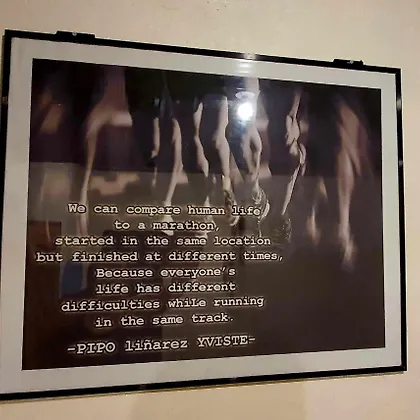 We can compare human life
to a marathon,
started in the same location
but finished at different times,
Because everyone's
life has different
difficulties whiLe running
in the same track.
-PIPO liñarez YVISTE-